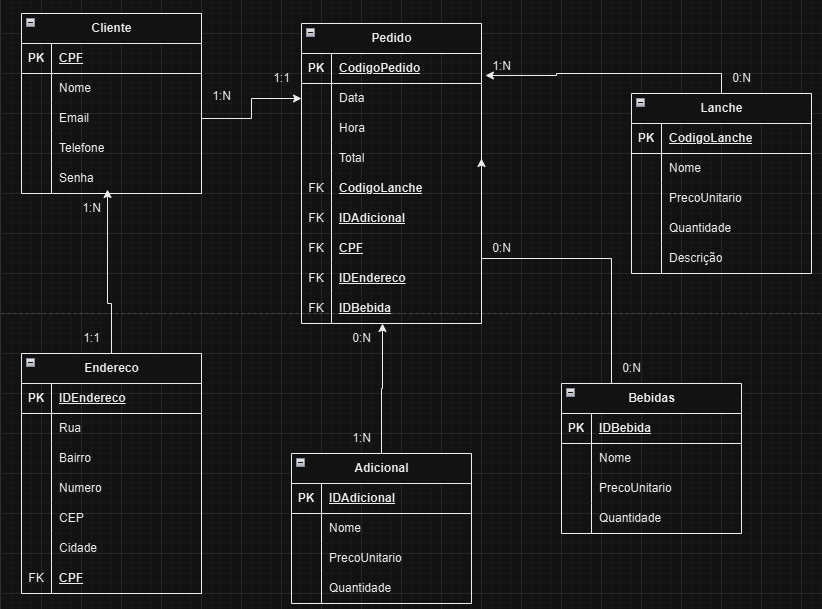 Cliente
PK CPF
Nome
Email
Telefone
Senha
1:N
1:1
1:N
1:1
Endereco
PK IDEndereco
Rua
Bairro
Numero
CEP
Cidade
FK CPF
Pedido
PK CodigoPedido
Data
Hora
Total
FK CodigoLanche
FK IDAdicional
FK CPF
FK IDEndereco
FK IDBebida
0:N
1:N
Adicional
PK IDAdicional
Nome
PrecoUnitario
Quantidade
1:N
0:N
Lanche
PK CodigoLanche
Nome
PrecoUnitario
Quantidade
Descrição
0:N
0:N
Bebidas
PK IDBebida
Nome
PrecoUnitario
Quantidade